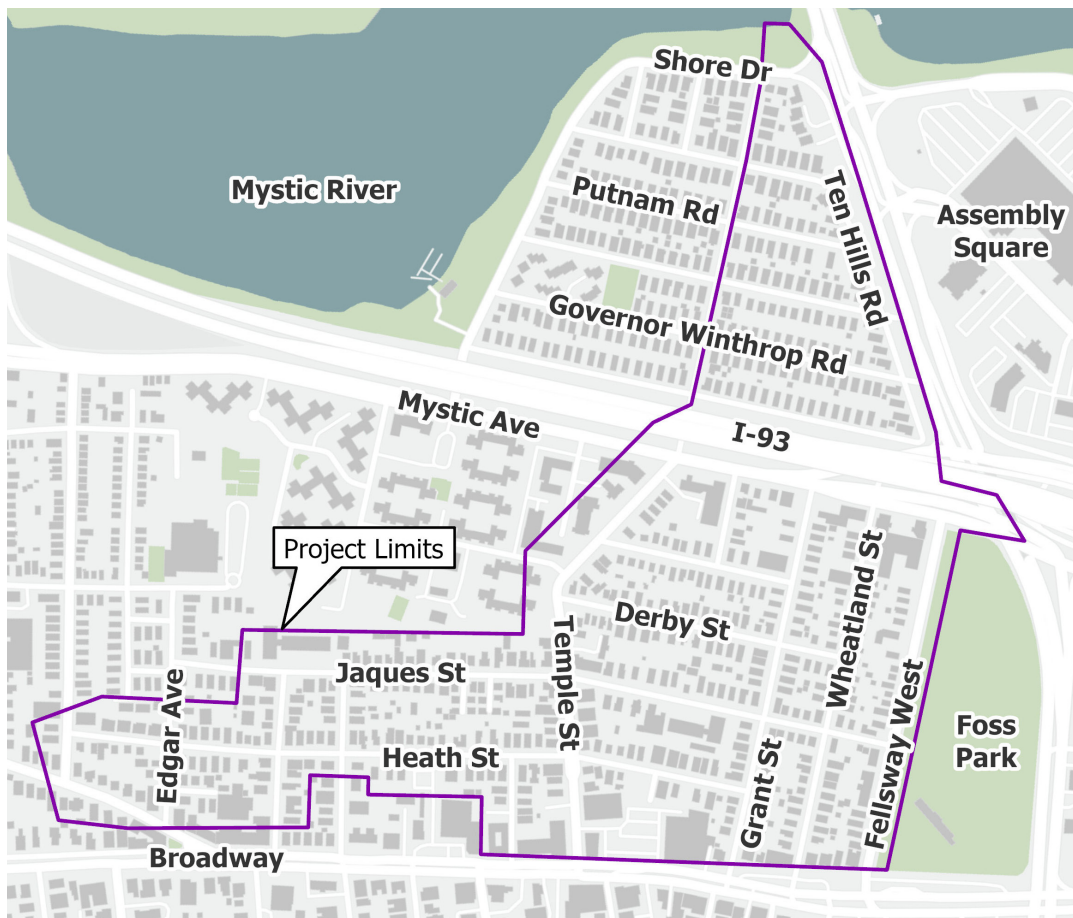 Shore Dr
Mystic River
Putnam Rd
Ten Hills Rd
Assembly
Square
Governor Winthrop Rd
Mystic Ave
I-93
Project Limits
Wheatland St
Derby St
Temple St
Jaques St
Edgar Ave
Fellsway West
Foss
Park
Heath St
Grant St
Broadway